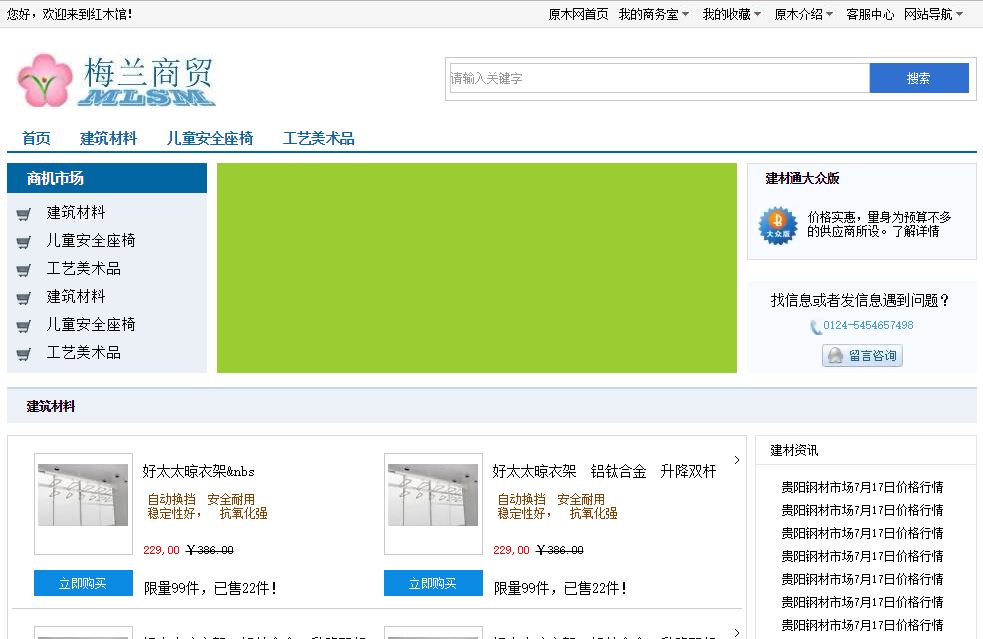 您好，欢迎来到红木馆！
原木网首页 我的商务室 我的收藏 原木介绍 客服中心 网站导航
梅兰商贸
MLSM
请输入关键字
搜索
首页 建筑材料 儿童安全座椅 工艺美术品
商机市场
建筑材料
儿童安全座椅
工艺美术品
建筑材料
儿童安全座椅
工艺美术品
建材通大众版
大众版
价格实惠，量身为预算不多
的供应商所设。了解详情
找信息或者发信息遇到问题？
0124-5454657498
留言咨询
建筑材料
好太太晾衣架&nbs
自动换挡 安全耐用
稳定性好， 抗氧化强
229,00 ￥386.00
立即购买
限量99件，已售22件！
好太太晾衣架 铝钛合金 升降双杆
自动换挡 安全耐用
稳定性好， 抗氧化强
229,00 ￥386.00
立即购买
限量99件，已售22件！
建材资讯
贵阳钢材市场7月17日价格行情
贵阳钢材市场7月17日价格行情
贵阳钢材市场7月17日价格行情
贵阳钢材市场7月17日价格行情
贵阳钢材市场7月17日价格行情
贵阳钢材市场7月17日价格行情
贵阳钢材市场7月17日价格行情